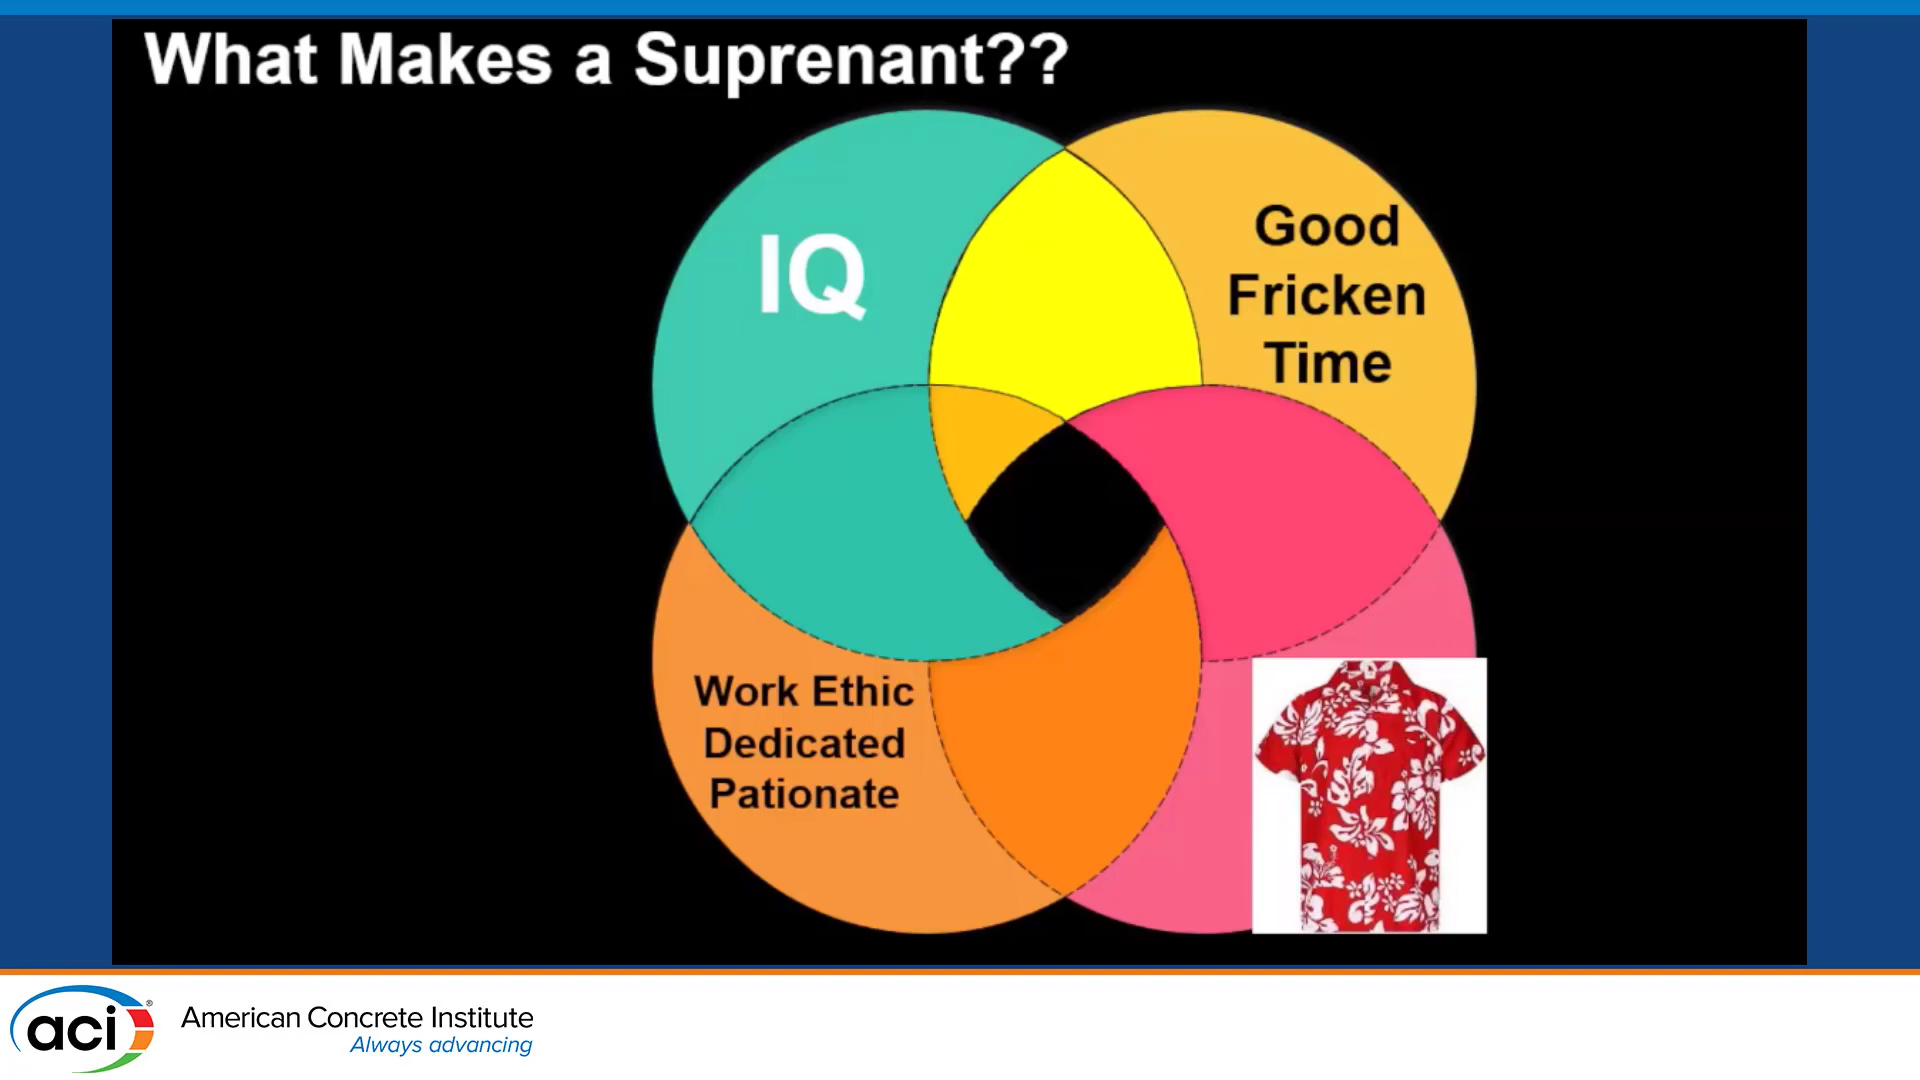 What Makes a Suprenant??
IQ
Good
Fricken
Time
Work Ethic
Dedicated
Pationate
aci®
American Concrete Institute
Always advancing